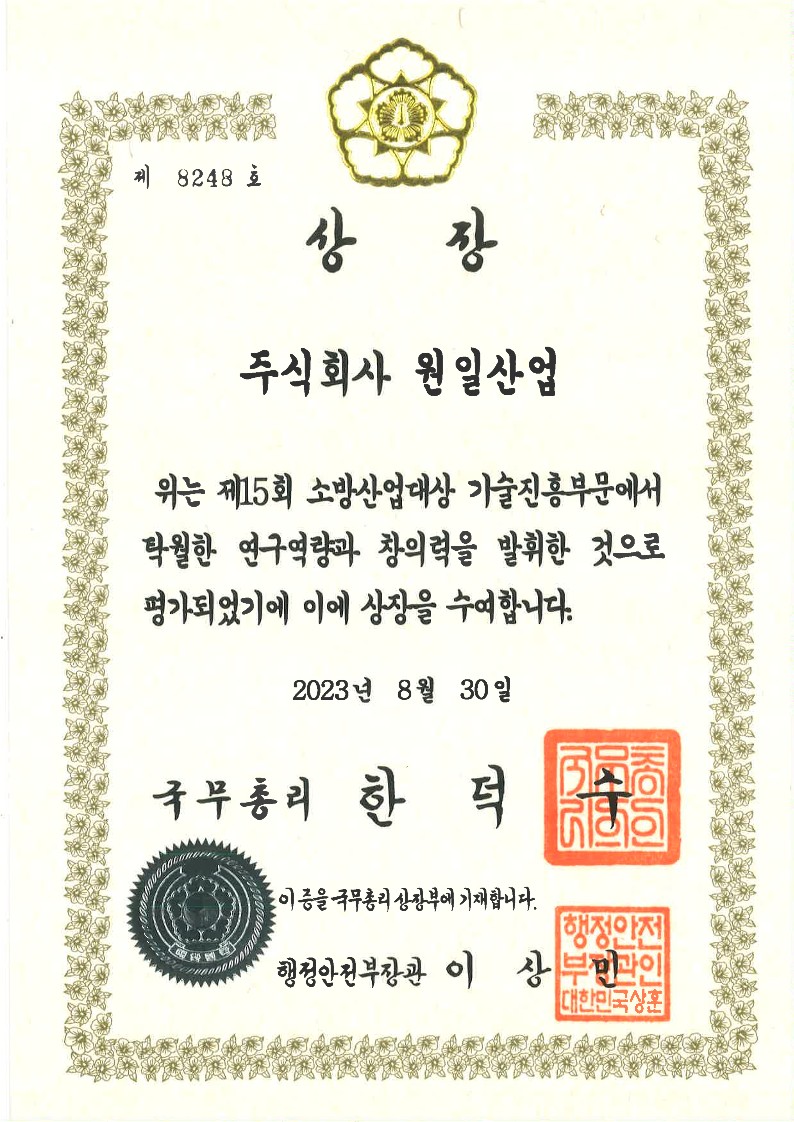 제 8248 호
상 장
주식회사 원일산업
위는 제15회 소방산업대상 기술진흥부문에서
탁월한 연구역량과 창의력을 발휘한 것으로
평가되었기에 이에 상장을 수여합니다.
2023년 8월 30일
국무총리 한 덕 수
이 증을 국무총리 상장부에 기재합니다.
행정안전부장관 이 상 민
행정안전
부장관인
대한민국상훈